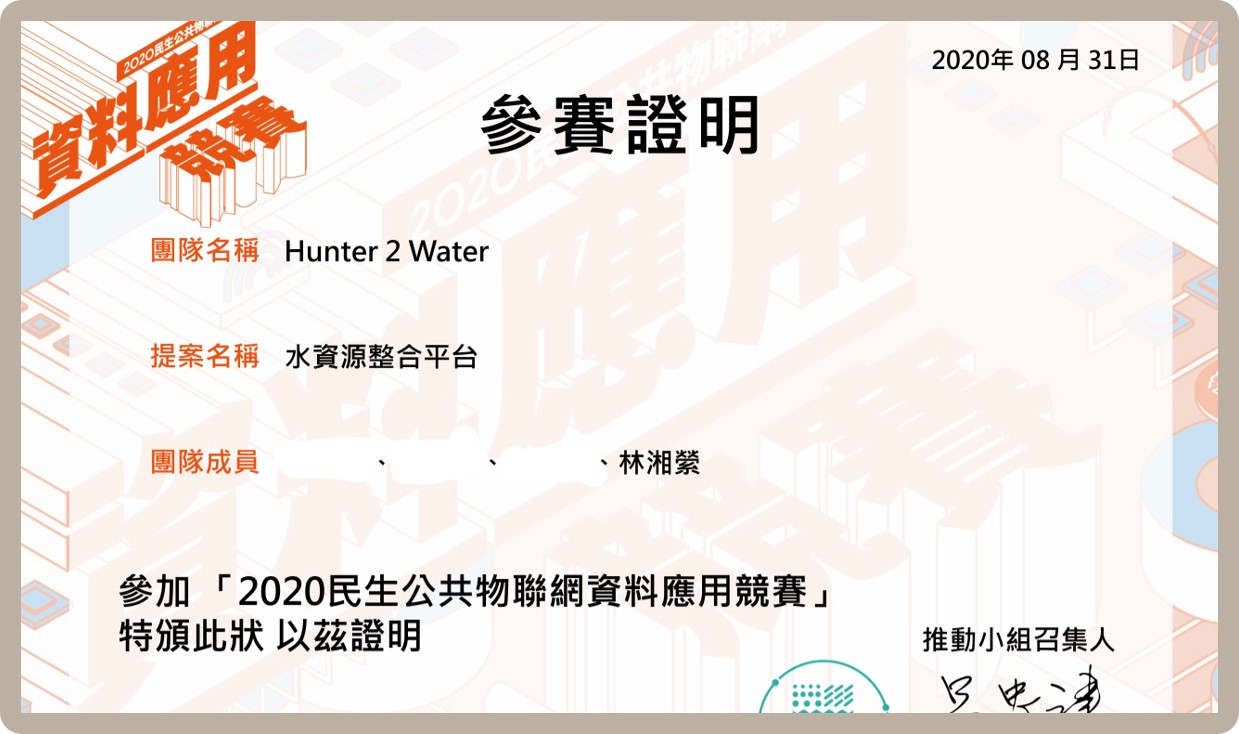 2020民生公共物聯網
資料應用
競賽
2020年 08 月 31日
參賽證明
團隊名稱 Hunter 2 Water
提案名稱 水資源整合平台
團隊成員 、 、 、林湘縈
參加「2020民生公共物聯網資料應用競賽」
特頒此狀 以茲證明
推動小組召集人